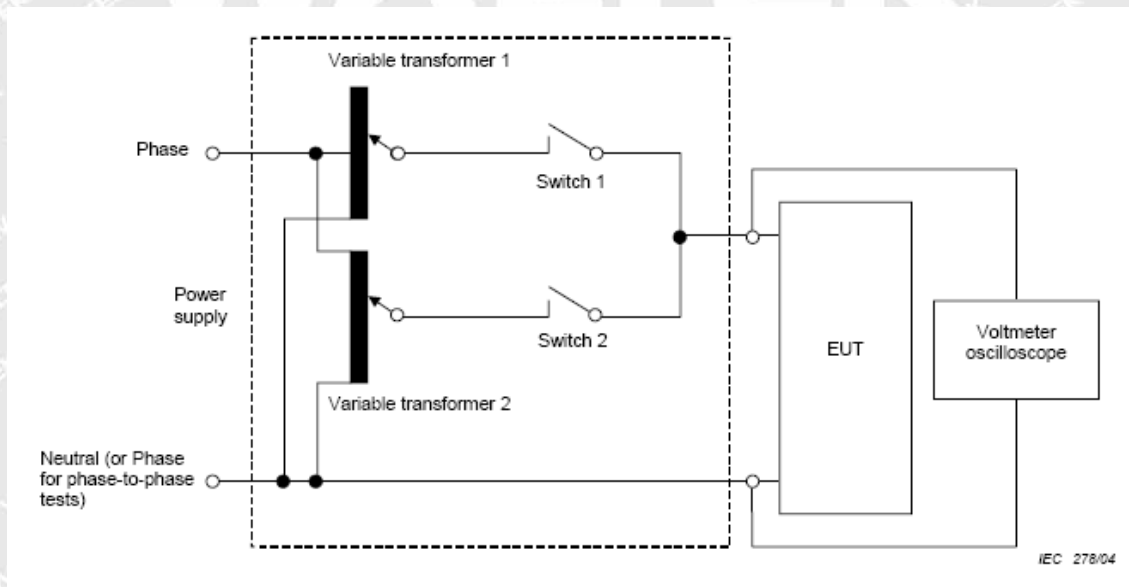 Variable transformer 1
Phase
Switch 1
Power
supply
Switch 2
EUT
Voltmeter
oscilloscope
Variable transformer 2
Neutral (or Phase
for phase-to-phase
tests)
IEC 278/04